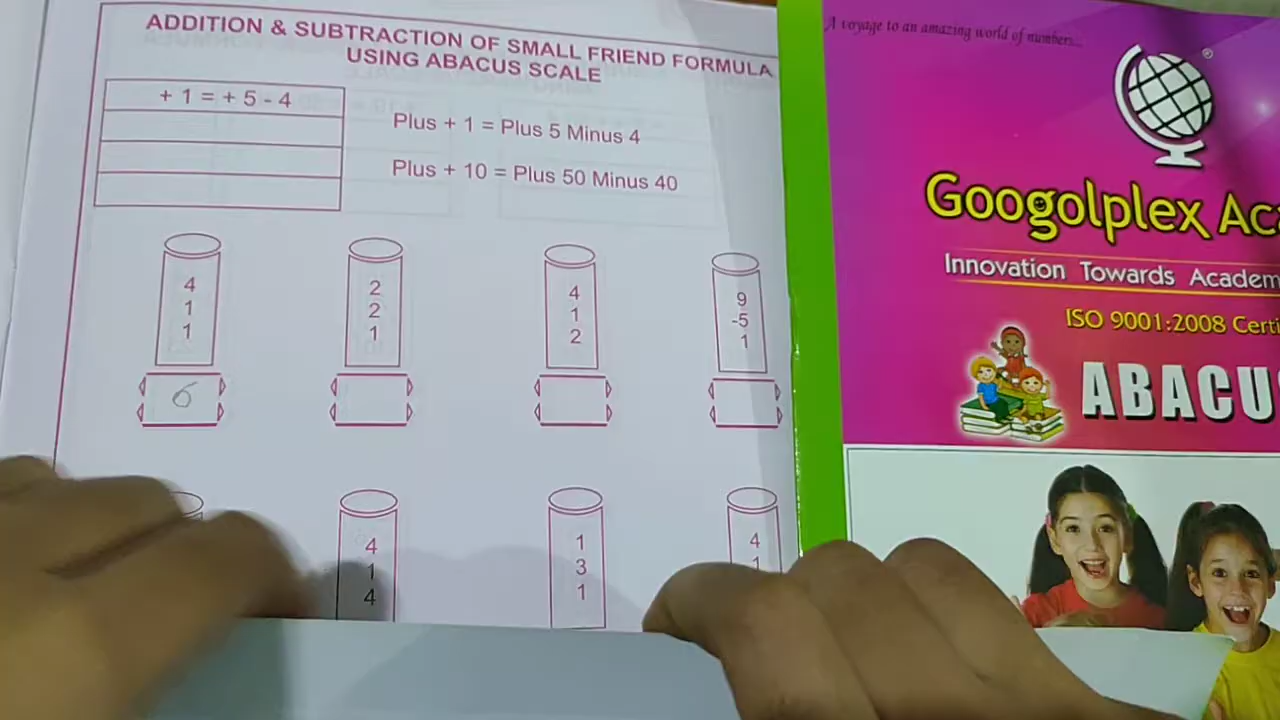 ADDITION & SUBTRACTION OF SMALL FRIEND FORMULA
USING ABACUS SCALE
+ 1 = + 5 - 4
Plus + 1 = Plus 5 Minus 4
Plus + 10 = Plus 50 Minus 40
4
1
1
6
2
2
1
4
1
2
9
-5
1
4
1
4
1
3
1
4
1
A voyage to an amazing world of numbers...
®
Googolplex Aca
Innovation Towards Academ
ISO 9001:2008 Certi
ABACUS